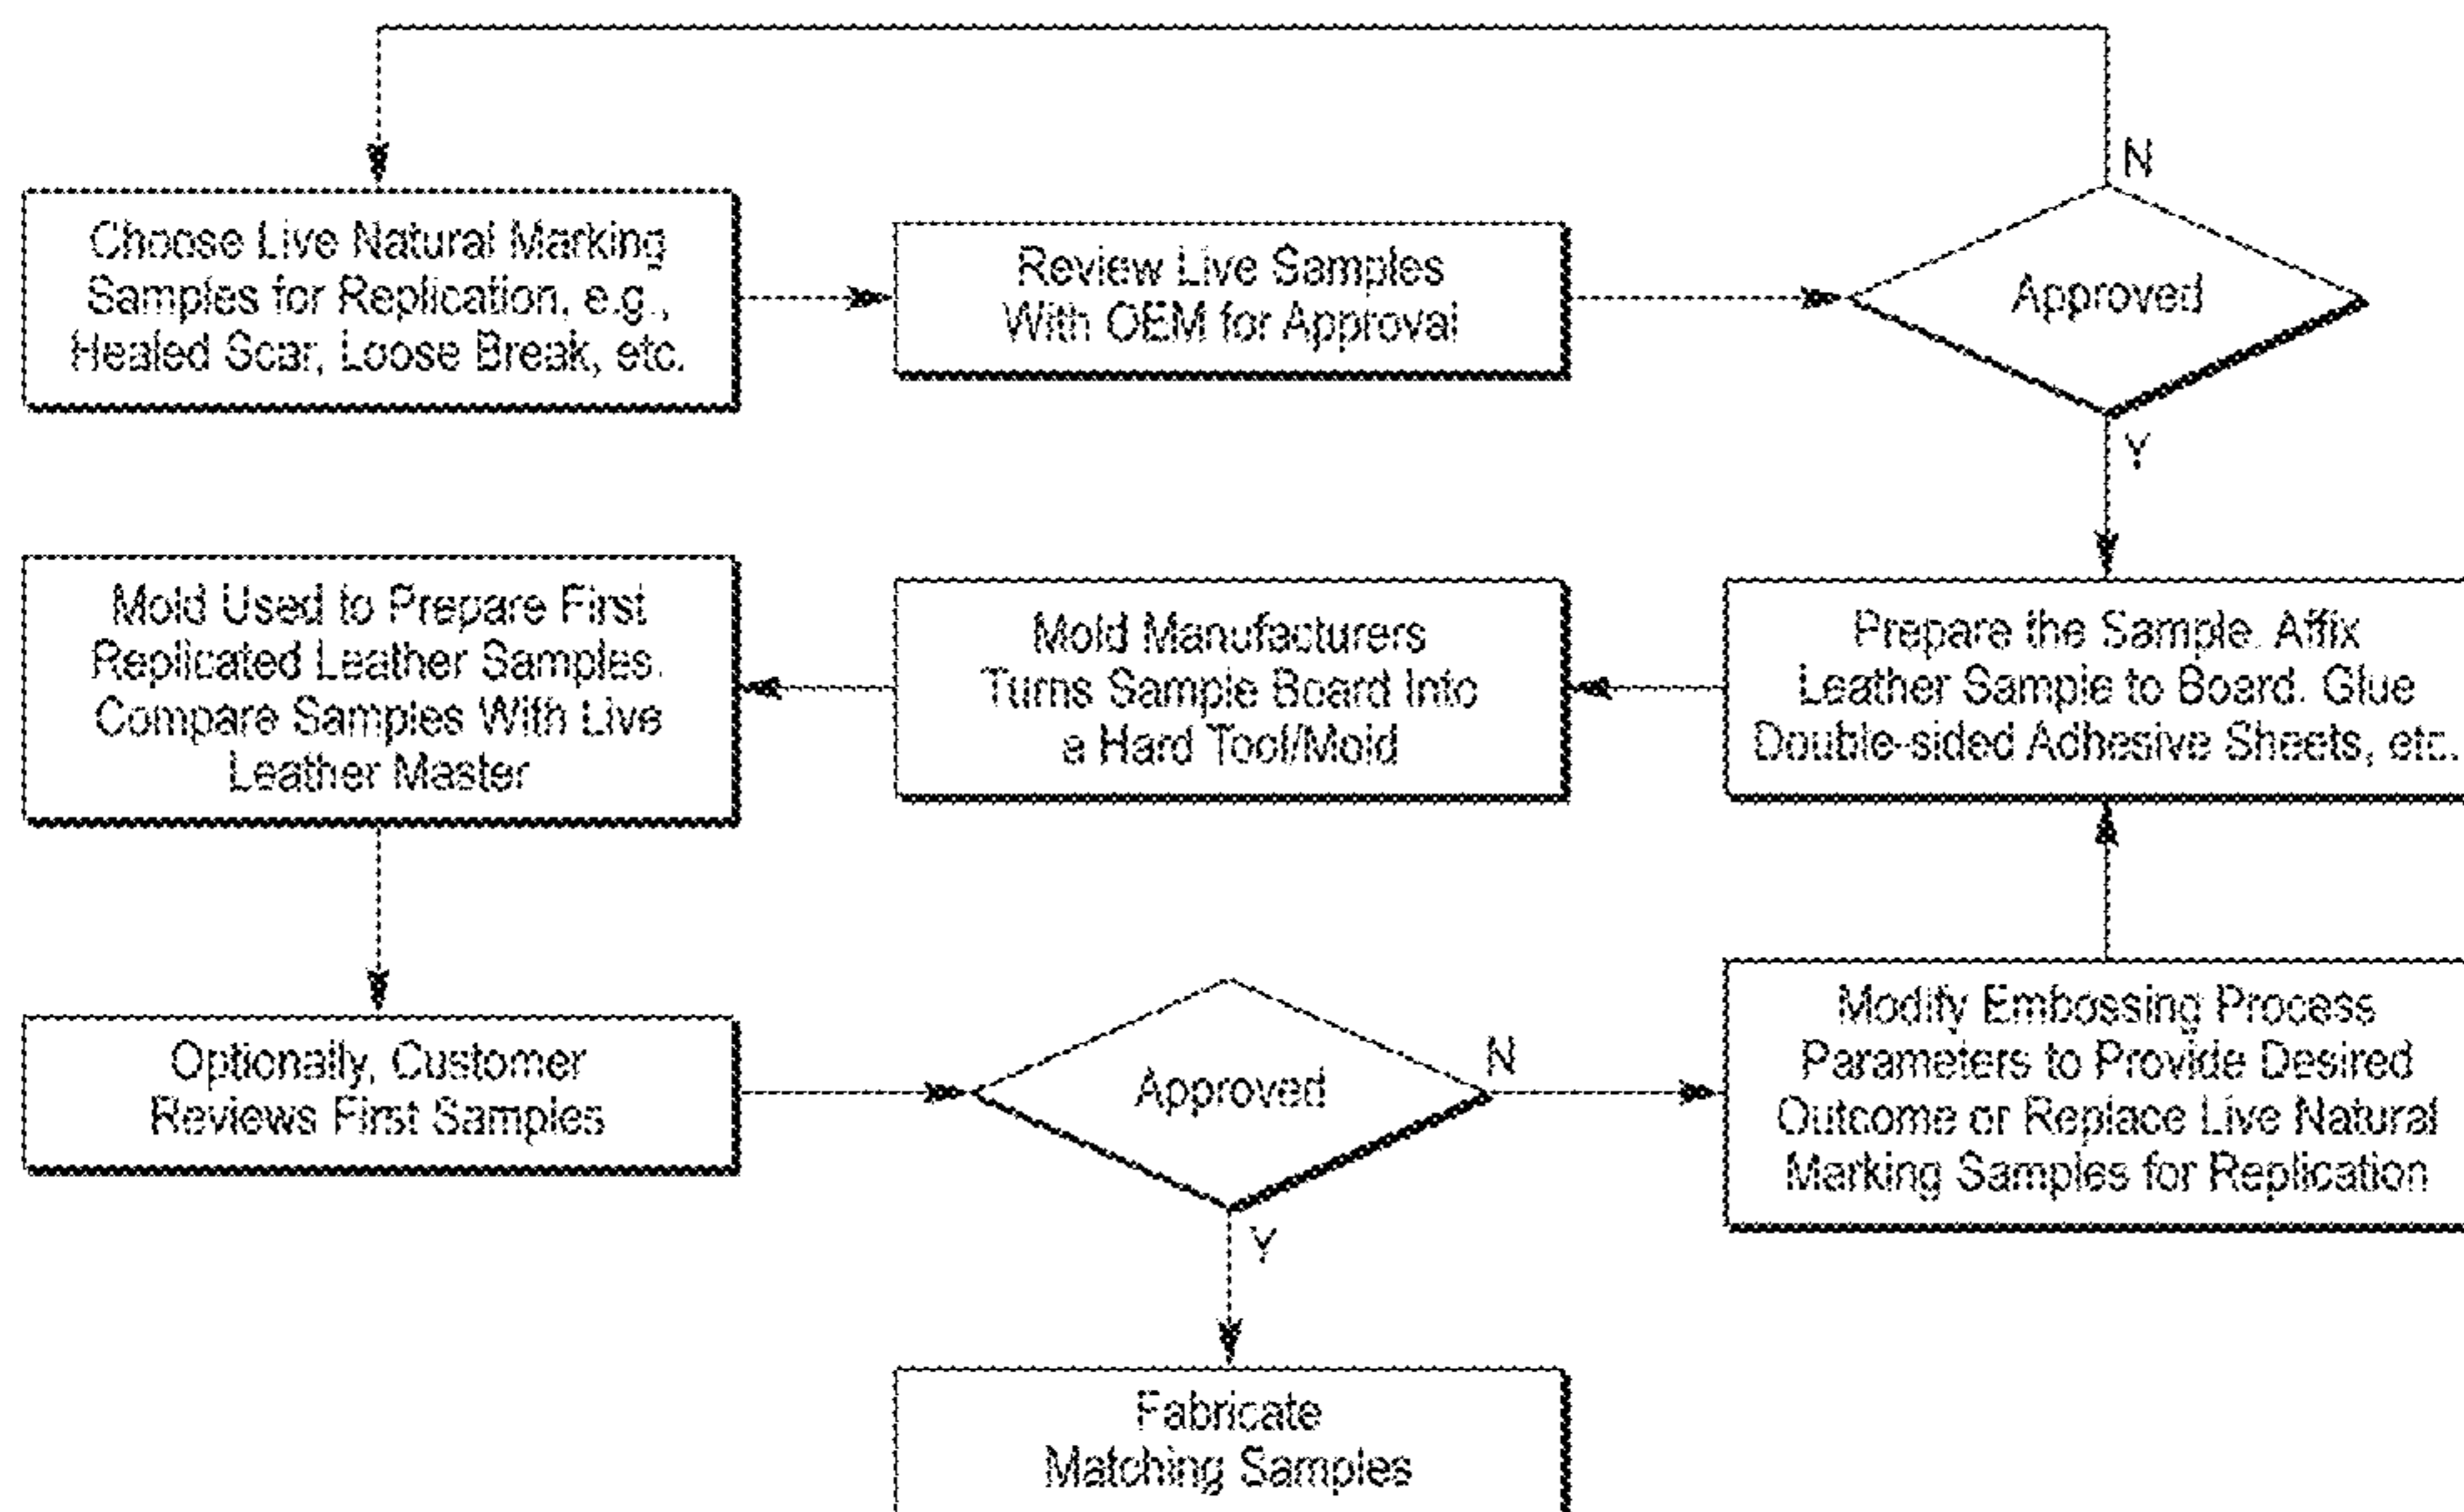 Choose Live Natural Marking
Samples for Replication, e.g.,
Healed Scar, Loose Break, etc.
Review Live Samples
With OEM for Approval
Approved
N
Y
Prepare the Sample. Affix
Leather Sample to Board. Glue
Double-sided Adhesive Sheets, etc.
Mold Manufacturers
Turns Sample Board Into
a Hard Tool/Mold
Mold Used to Prepare First
Replicated Leather Samples.
Compare Samples With Live
Leather Master
Optionally, Customer
Reviews First Samples
Approved
N
Y
Modify Embossing Process
Parameters to Provide Desired
Outcome or Replace Live Natural
Marking Samples for Replication
Fabricate
Matching Samples